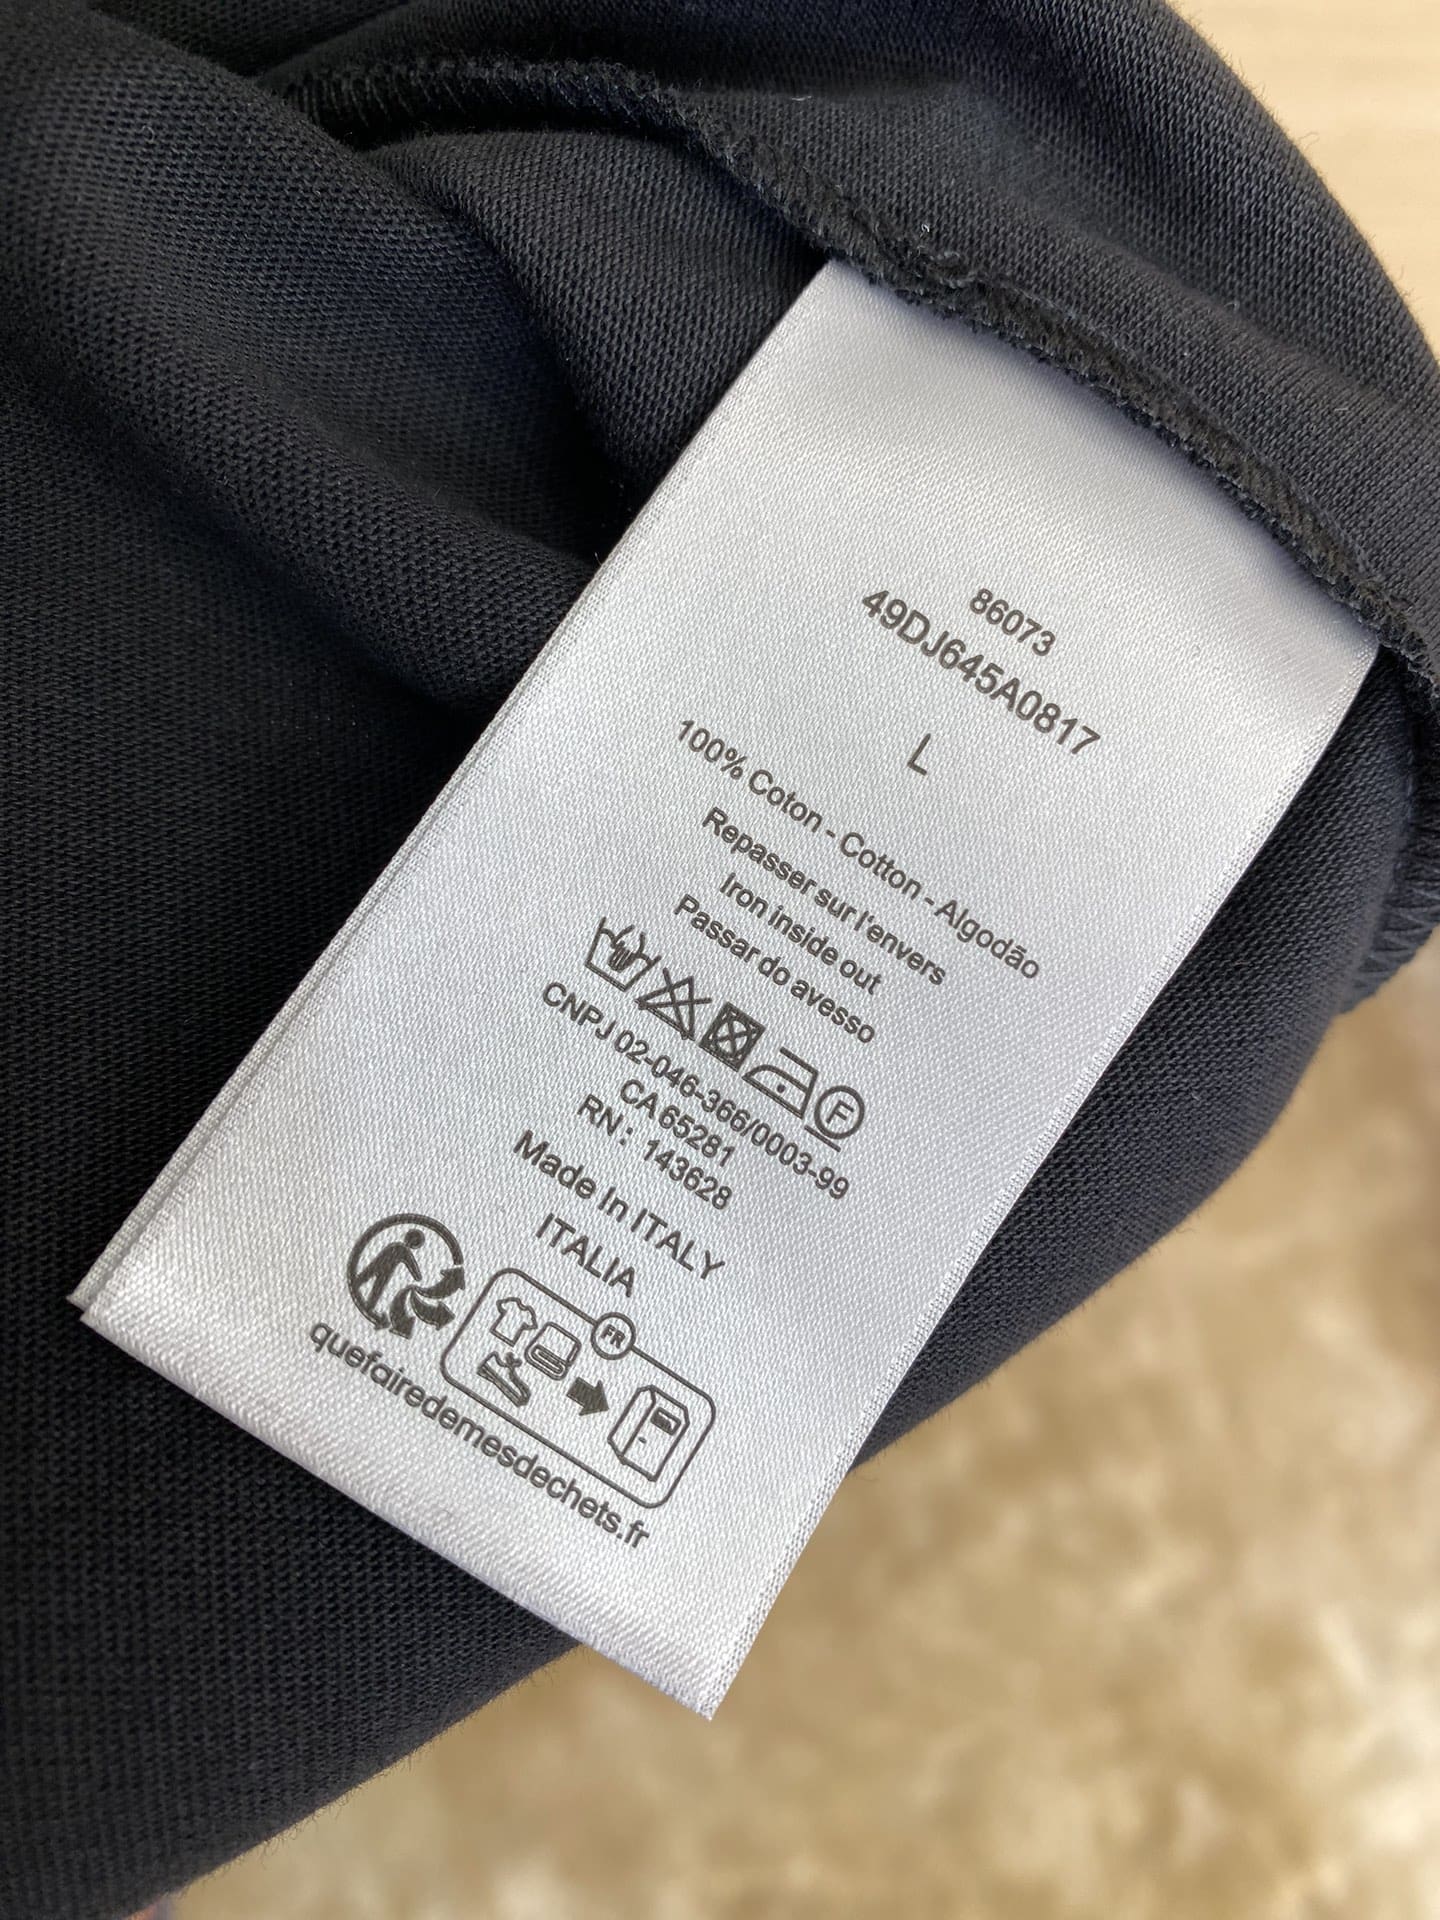 86073
49DJ645A0817
L
100% Coton - Cotton - Algodão
Repasser sur l'envers
Iron inside out
Passar do avesso
F
CNPJ 02-046-366/0003-99
CA 65281
RN : 143628
Made In ITALY
ITALIA
FR
quefairedemesdechets.fr